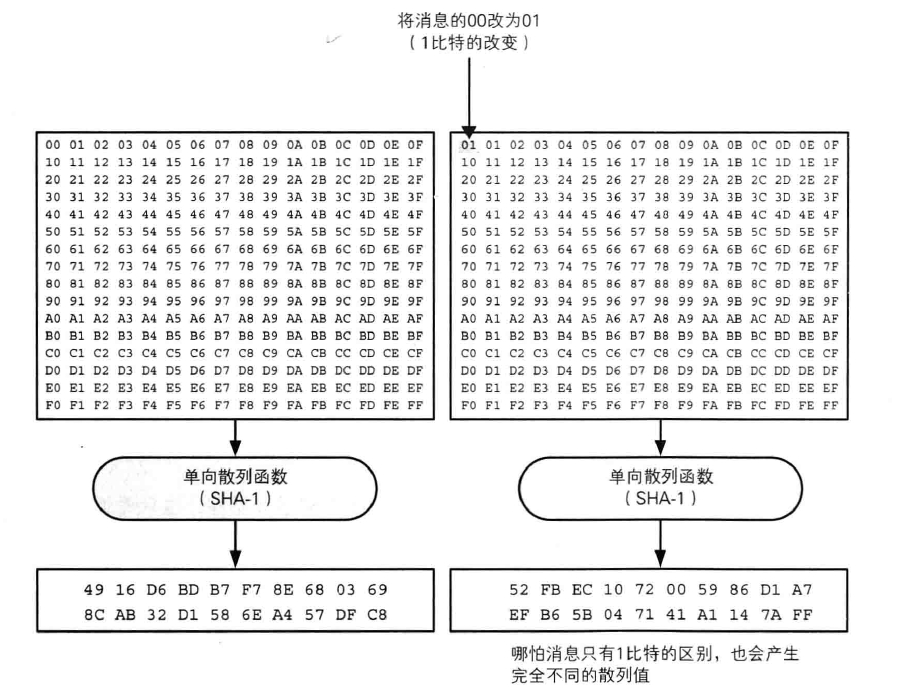 将消息的00改为01
（1比特的改变）
00 01 02 03 04 05 06 07 08 09 0A 0B 0C 0D 0E 0F
10 11 12 13 14 15 16 17 18 19 1A 1B 1C 1D 1E 1F
20 21 22 23 24 25 26 27 28 29 2A 2B 2C 2D 2E 2F
30 31 32 33 34 35 36 37 38 39 3A 3B 3C 3D 3E 3F
40 41 42 43 44 45 46 47 48 49 4A 4B 4C 4D 4E 4F
50 51 52 53 54 55 56 57 58 59 5A 5B 5C 5D 5E 5F
60 61 62 63 64 65 66 67 68 69 6A 6B 6C 6D 6E 6F
70 71 72 73 74 75 76 77 78 79 7A 7B 7C 7D 7E 7F
80 81 82 83 84 85 86 87 88 89 8A 8B 8C 8D 8E 8F
90 91 92 93 94 95 96 97 98 99 9A 9B 9C 9D 9E 9F
A0 A1 A2 A3 A4 A5 A6 A7 A8 A9 AA AB AC AD AE AF
B0 B1 B2 B3 B4 B5 B6 B7 B8 B9 BA BB BC BD BE BF
C0 C1 C2 C3 C4 C5 C6 C7 C8 C9 CA CB CC CD CE CF
D0 D1 D2 D3 D4 D5 D6 D7 D8 D9 DA DB DC DD DE DF
E0 E1 E2 E3 E4 E5 E6 E7 E8 E9 EA EB EC ED EE EF
F0 F1 F2 F3 F4 F5 F6 F7 F8 F9 FA FB FC FD FE FF
单向散列函数
（SHA-1）
49 16 D6 BD B7 F7 8E 68 03 69
8C AB 32 D1 58 6E A4 57 DF C8
01 01 02 03 04 05 06 07 08 09 0A 0B 0C 0D 0E 0F
10 11 12 13 14 15 16 17 18 19 1A 1B 1C 1D 1E 1F
20 21 22 23 24 25 26 27 28 29 2A 2B 2C 2D 2E 2F
30 31 32 33 34 35 36 37 38 39 3A 3B 3C 3D 3E 3F
40 41 42 43 44 45 46 47 48 49 4A 4B 4C 4D 4E 4F
50 51 52 53 54 55 56 57 58 59 5A 5B 5C 5D 5E 5F
60 61 62 63 64 65 66 67 68 69 6A 6B 6C 6D 6E 6F
70 71 72 73 74 75 76 77 78 79 7A 7B 7C 7D 7E 7F
80 81 82 83 84 85 86 87 88 89 8A 8B 8C 8D 8E 8F
90 91 92 93 94 95 96 97 98 99 9A 9B 9C 9D 9E 9F
A0 A1 A2 A3 A4 A5 A6 A7 A8 A9 AA AB AC AD AE AF
B0 B1 B2 B3 B4 B5 B6 B7 B8 B9 BA BB BC BD BE BF
C0 C1 C2 C3 C4 C5 C6 C7 C8 C9 CA CB CC CD CE CF
D0 D1 D2 D3 D4 D5 D6 D7 D8 D9 DA DB DC DD DE DF
E0 E1 E2 E3 E4 E5 E6 E7 E8 E9 EA EB EC ED EE EF
F0 F1 F2 F3 F4 F5 F6 F7 F8 F9 FA FB FC FD FE FF
单向散列函数
（SHA-1）
52 FB EC 10 72 00 59 86 D1 A7
EF B6 5B 04 71 41 A1 14 7A FF
哪怕消息只有1比特的区别，也会产生
完全不同的散列值